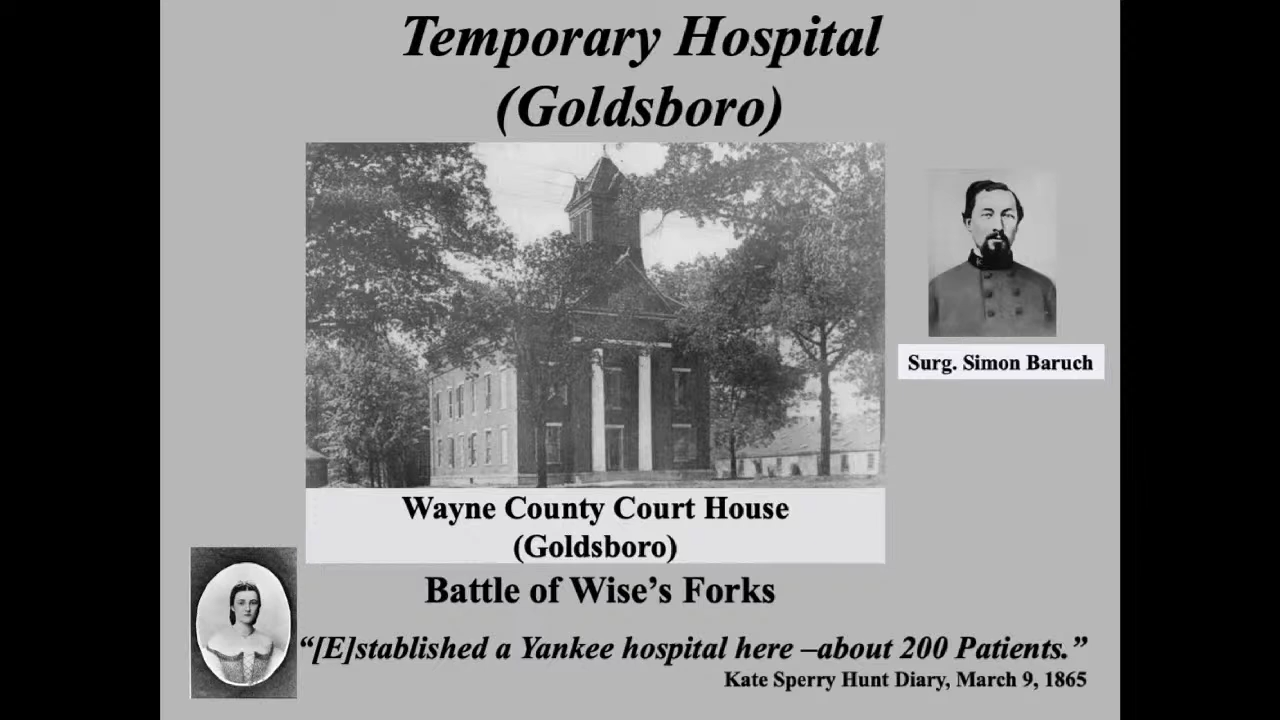 Temporary Hospital
(Goldsboro)
Surg. Simon Baruch
Wayne County Court House
(Goldsboro)
Battle of Wise’s Forks
“[E]stablished a Yankee hospital here –about 200 Patients.”
Kate Sperry Hunt Diary, March 9, 1865